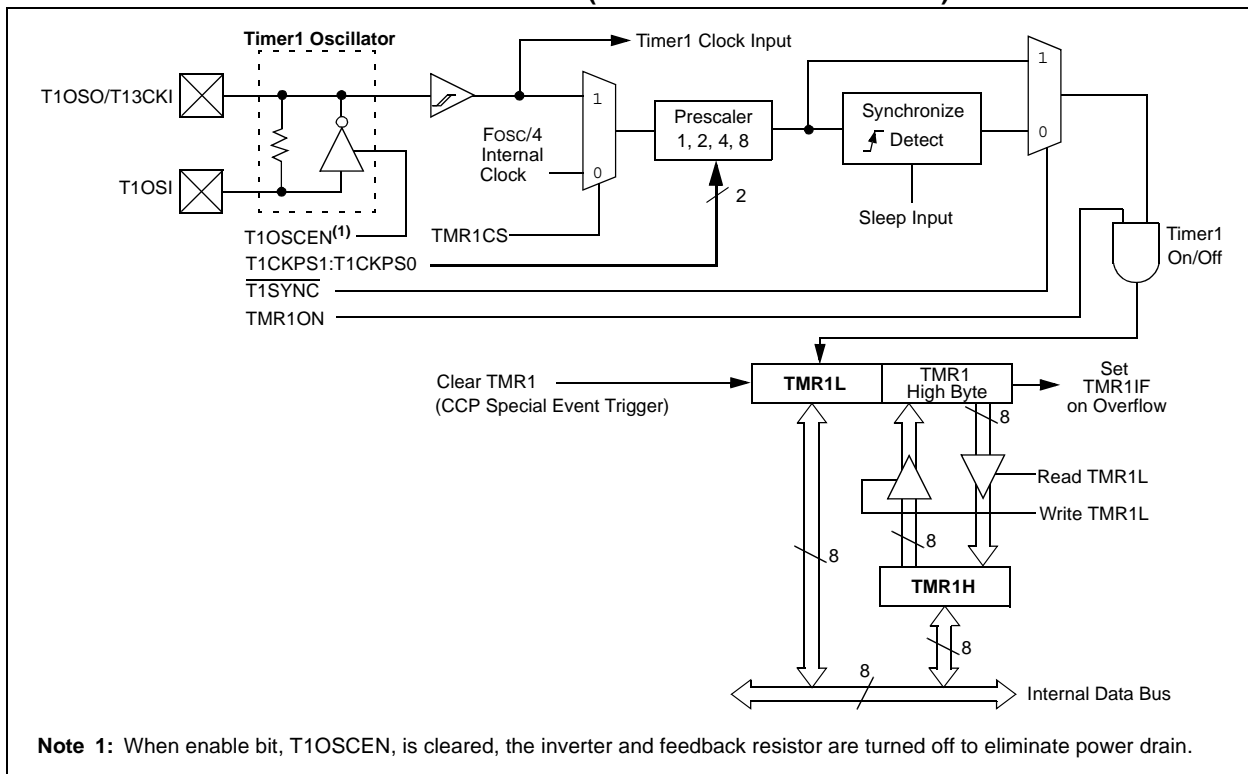 Timer1 Oscillator
Timer1 Clock Input
T1OSO/T13CKI
1
1
FOSC/4
Internal
Clock
Prescaler
1, 2, 4, 8
Synchronize
Detect
0
0
T1OSI
2
Sleep Input
T1OSCEN(1)
TMR1CS
Timer1
On/Off
T1CKPS1:T1CKPS0
T1SYNC
TMR1ON
Clear TMR1
(CCP Special Event Trigger)
TMR1L
TMR1
High Byte
Set
TMR1IF
on Overflow
8
Read TMR1L
Write TMR1L
8
8
TMR1H
8
8
Internal Data Bus
Note 1: When enable bit, T1OSCEN, is cleared, the inverter and feedback resistor are turned off to eliminate power drain.